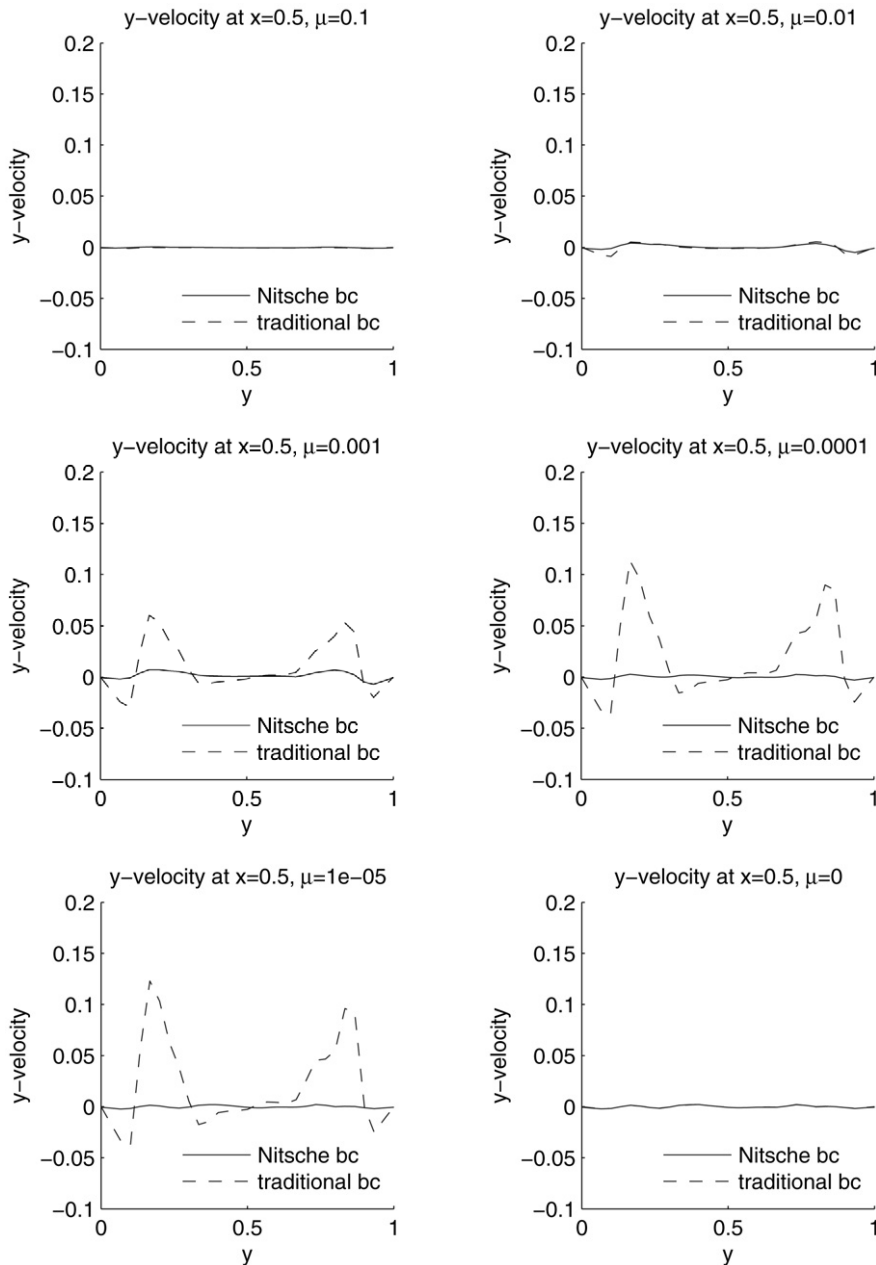 y-velocity at x=0.5, μ=0.1
0.2
0.15
0.1
0.05
0
−0.05
−0.1
y-velocity
Nitsche bc
traditional bc
0
0.5
1
y
y-velocity at x=0.5, μ=0.01
0.2
0.15
0.1
0.05
0
−0.05
−0.1
y-velocity
Nitsche bc
traditional bc
0
0.5
1
y
y-velocity at x=0.5, μ=0.001
0.2
0.15
0.1
0.05
0
−0.05
−0.1
y-velocity
Nitsche bc
traditional bc
0
0.5
1
y
y-velocity at x=0.5, μ=0.0001
0.2
0.15
0.1
0.05
0
−0.05
−0.1
y-velocity
Nitsche bc
traditional bc
0
0.5
1
y
y-velocity at x=0.5, μ=1e−05
0.2
0.15
0.1
0.05
0
−0.05
−0.1
y-velocity
Nitsche bc
traditional bc
0
0.5
1
y
y-velocity at x=0.5, μ=0
0.2
0.15
0.1
0.05
0
−0.05
−0.1
y-velocity
Nitsche bc
traditional bc
0
0.5
1
y